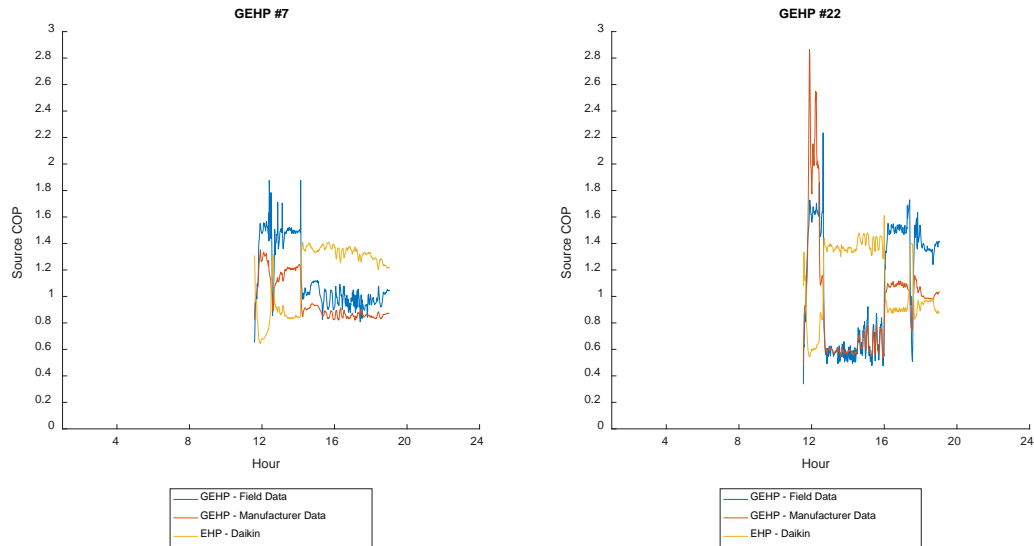 GEHP #7
3
2.8
2.6
2.4
2.2
2
1.8
1.6
1.4
1.2
1
0.8
0.6
0.4
0.2
0
Source COP
4 8 12 16 20 24
Hour
GEHP - Field Data
GEHP - Manufacturer Data
EHP - Daikin
GEHP #22
3
2.8
2.6
2.4
2.2
2
1.8
1.6
1.4
1.2
1
0.8
0.6
0.4
0.2
0
Source COP
4 8 12 16 20 24
Hour
GEHP - Field Data
GEHP - Manufacturer Data
EHP - Daikin